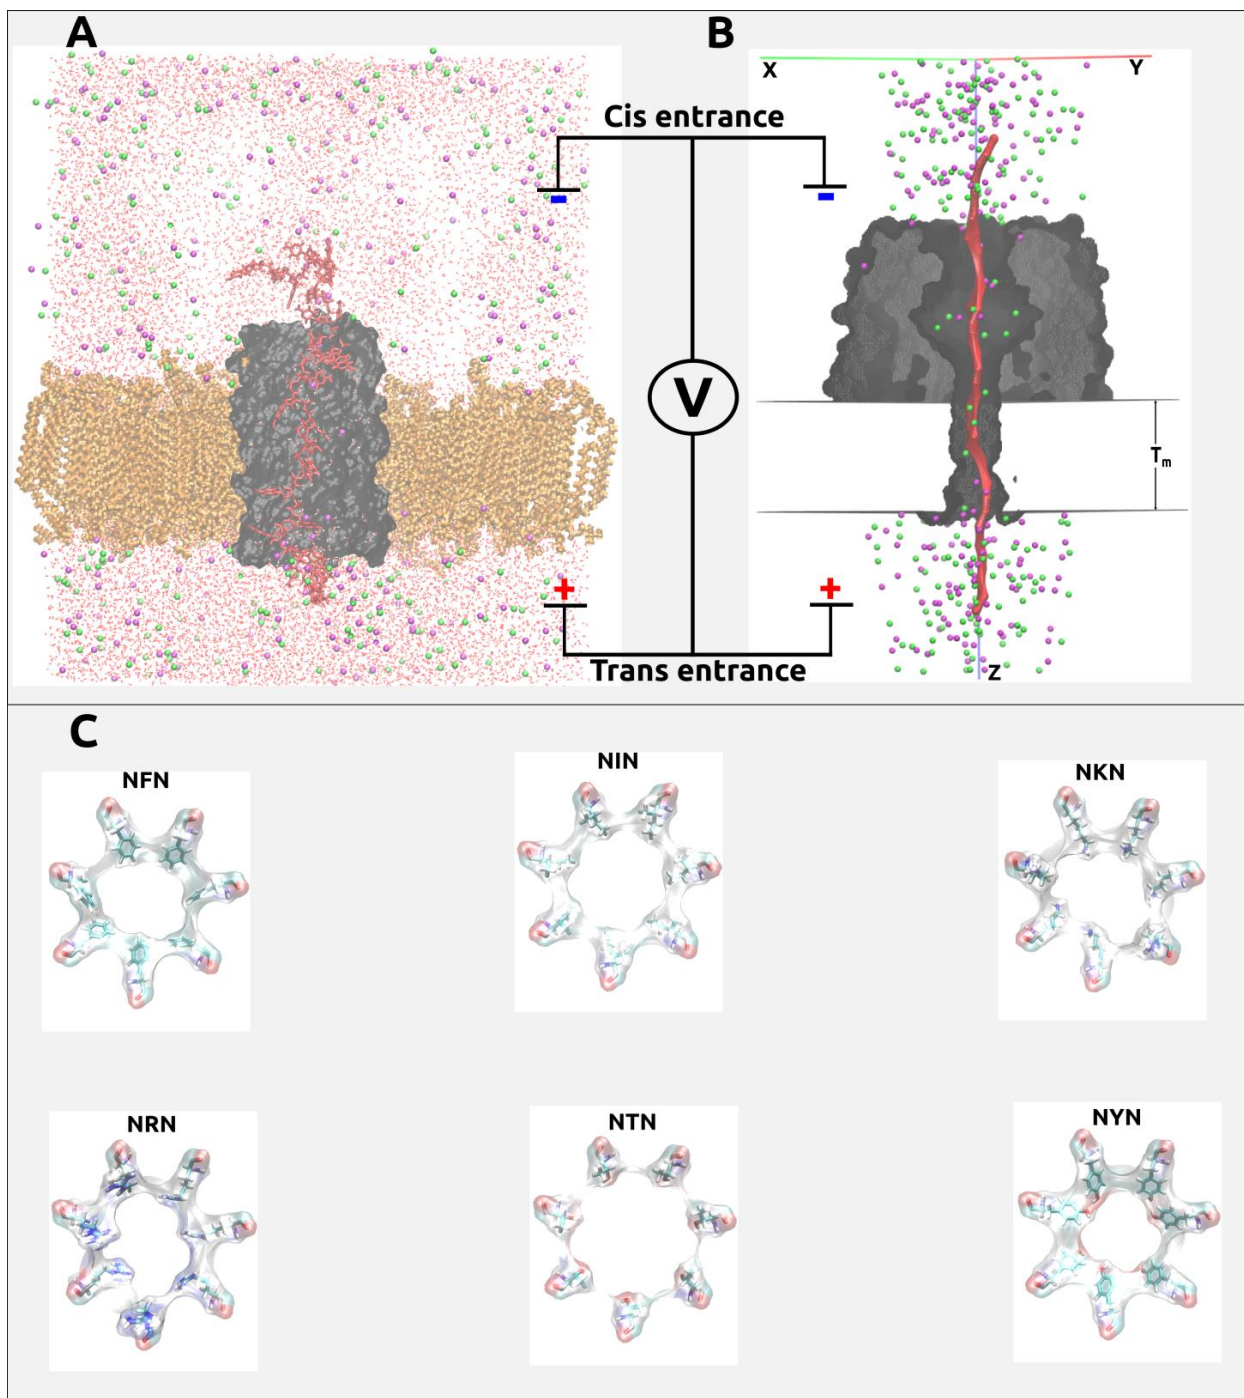 A
B
X
Y
Cis entrance
-
-
V
Tm
+
+
Trans entrance
Z
C
NFN
NIN
NKN
NRN
NTN
NYN